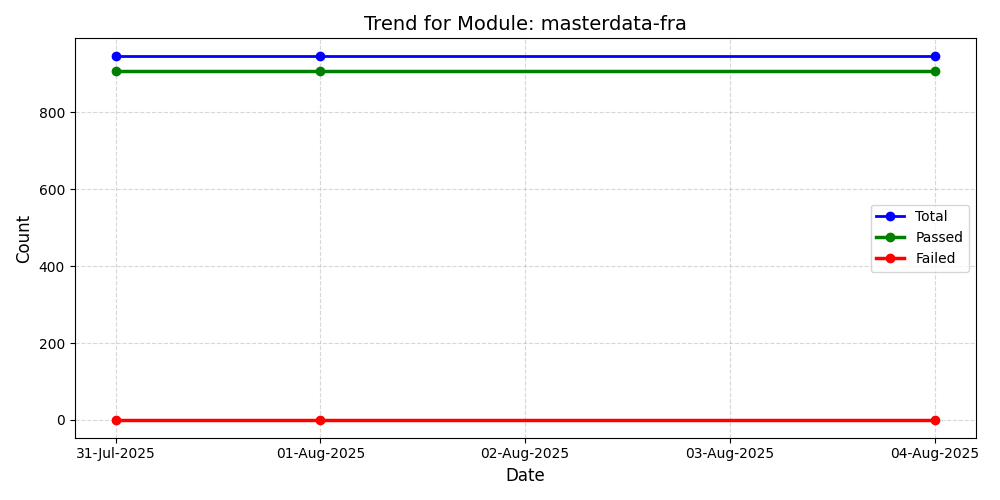 Trend for Module: masterdata-fra
Count
800
600
400
200
0
Total
Passed
Failed
31-Jul-2025
01-Aug-2025
02-Aug-2025
03-Aug-2025
04-Aug-2025
Date